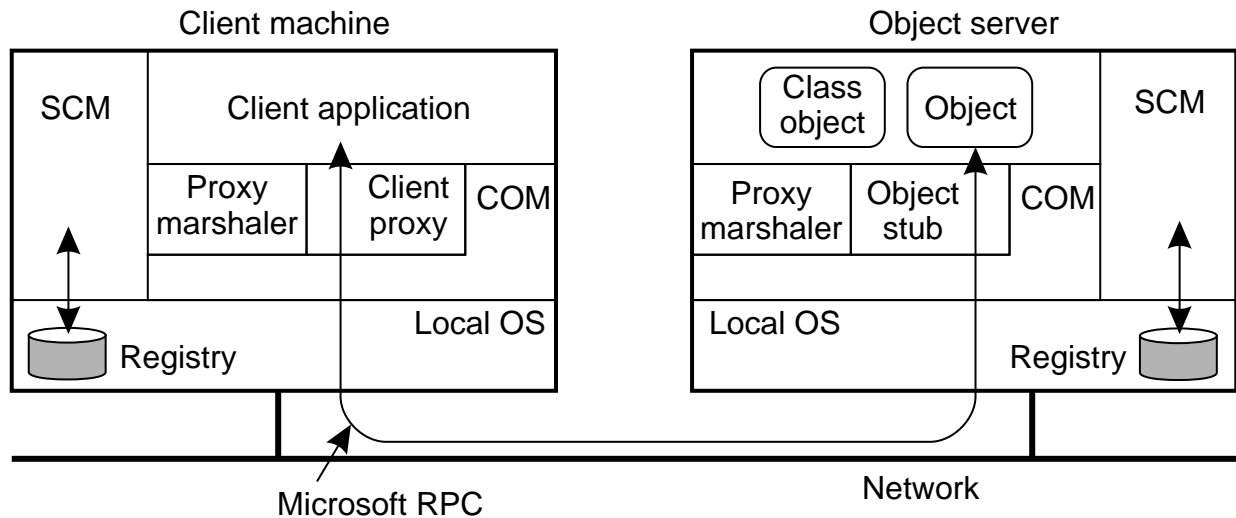 Client machine
Object server
SCM
Client application
Class
object
Object
SCM
Proxy
marshaler
Client
proxy
COM
Proxy
marshaler
Object
stub
COM
Local OS
Registry
Local OS
Registry
Microsoft RPC
Network